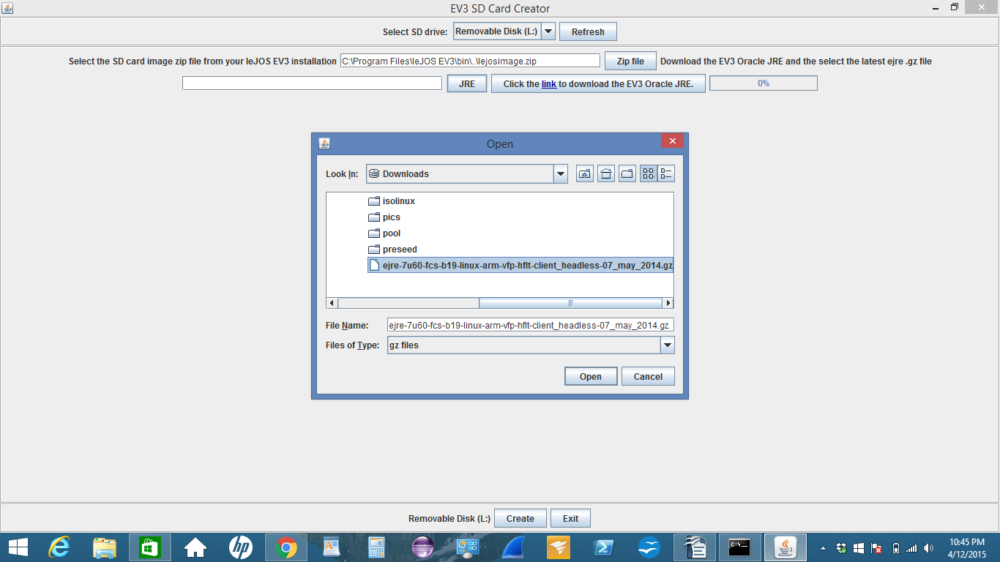 EV3 SD Card Creator
Select SD drive: Removable Disk (L:) Refresh
Select the SD card image zip file from your leJOS EV3 installation C:\Program Files\leJOS EV3\bin\..\lejosimage.zip Zip file Download the EV3 Oracle JRE and the select the latest ejre .gz file
JRE Click the link to download the EV3 Oracle JRE. 0%
Open
Look In: Downloads
isolinux
pics
pool
preseed
ejre-7u60-fcs-b19-linux-arm-vfp-hflt-client_headless-07_may_2014.gz
File Name: ejre-7u60-fcs-b19-linux-arm-vfp-hflt-client_headless-07_may_2014.gz
Files of Type: gz files
Open Cancel
Removable Disk (L:) Create Exit
hp
C:\_
10:45 PM
4/12/2015